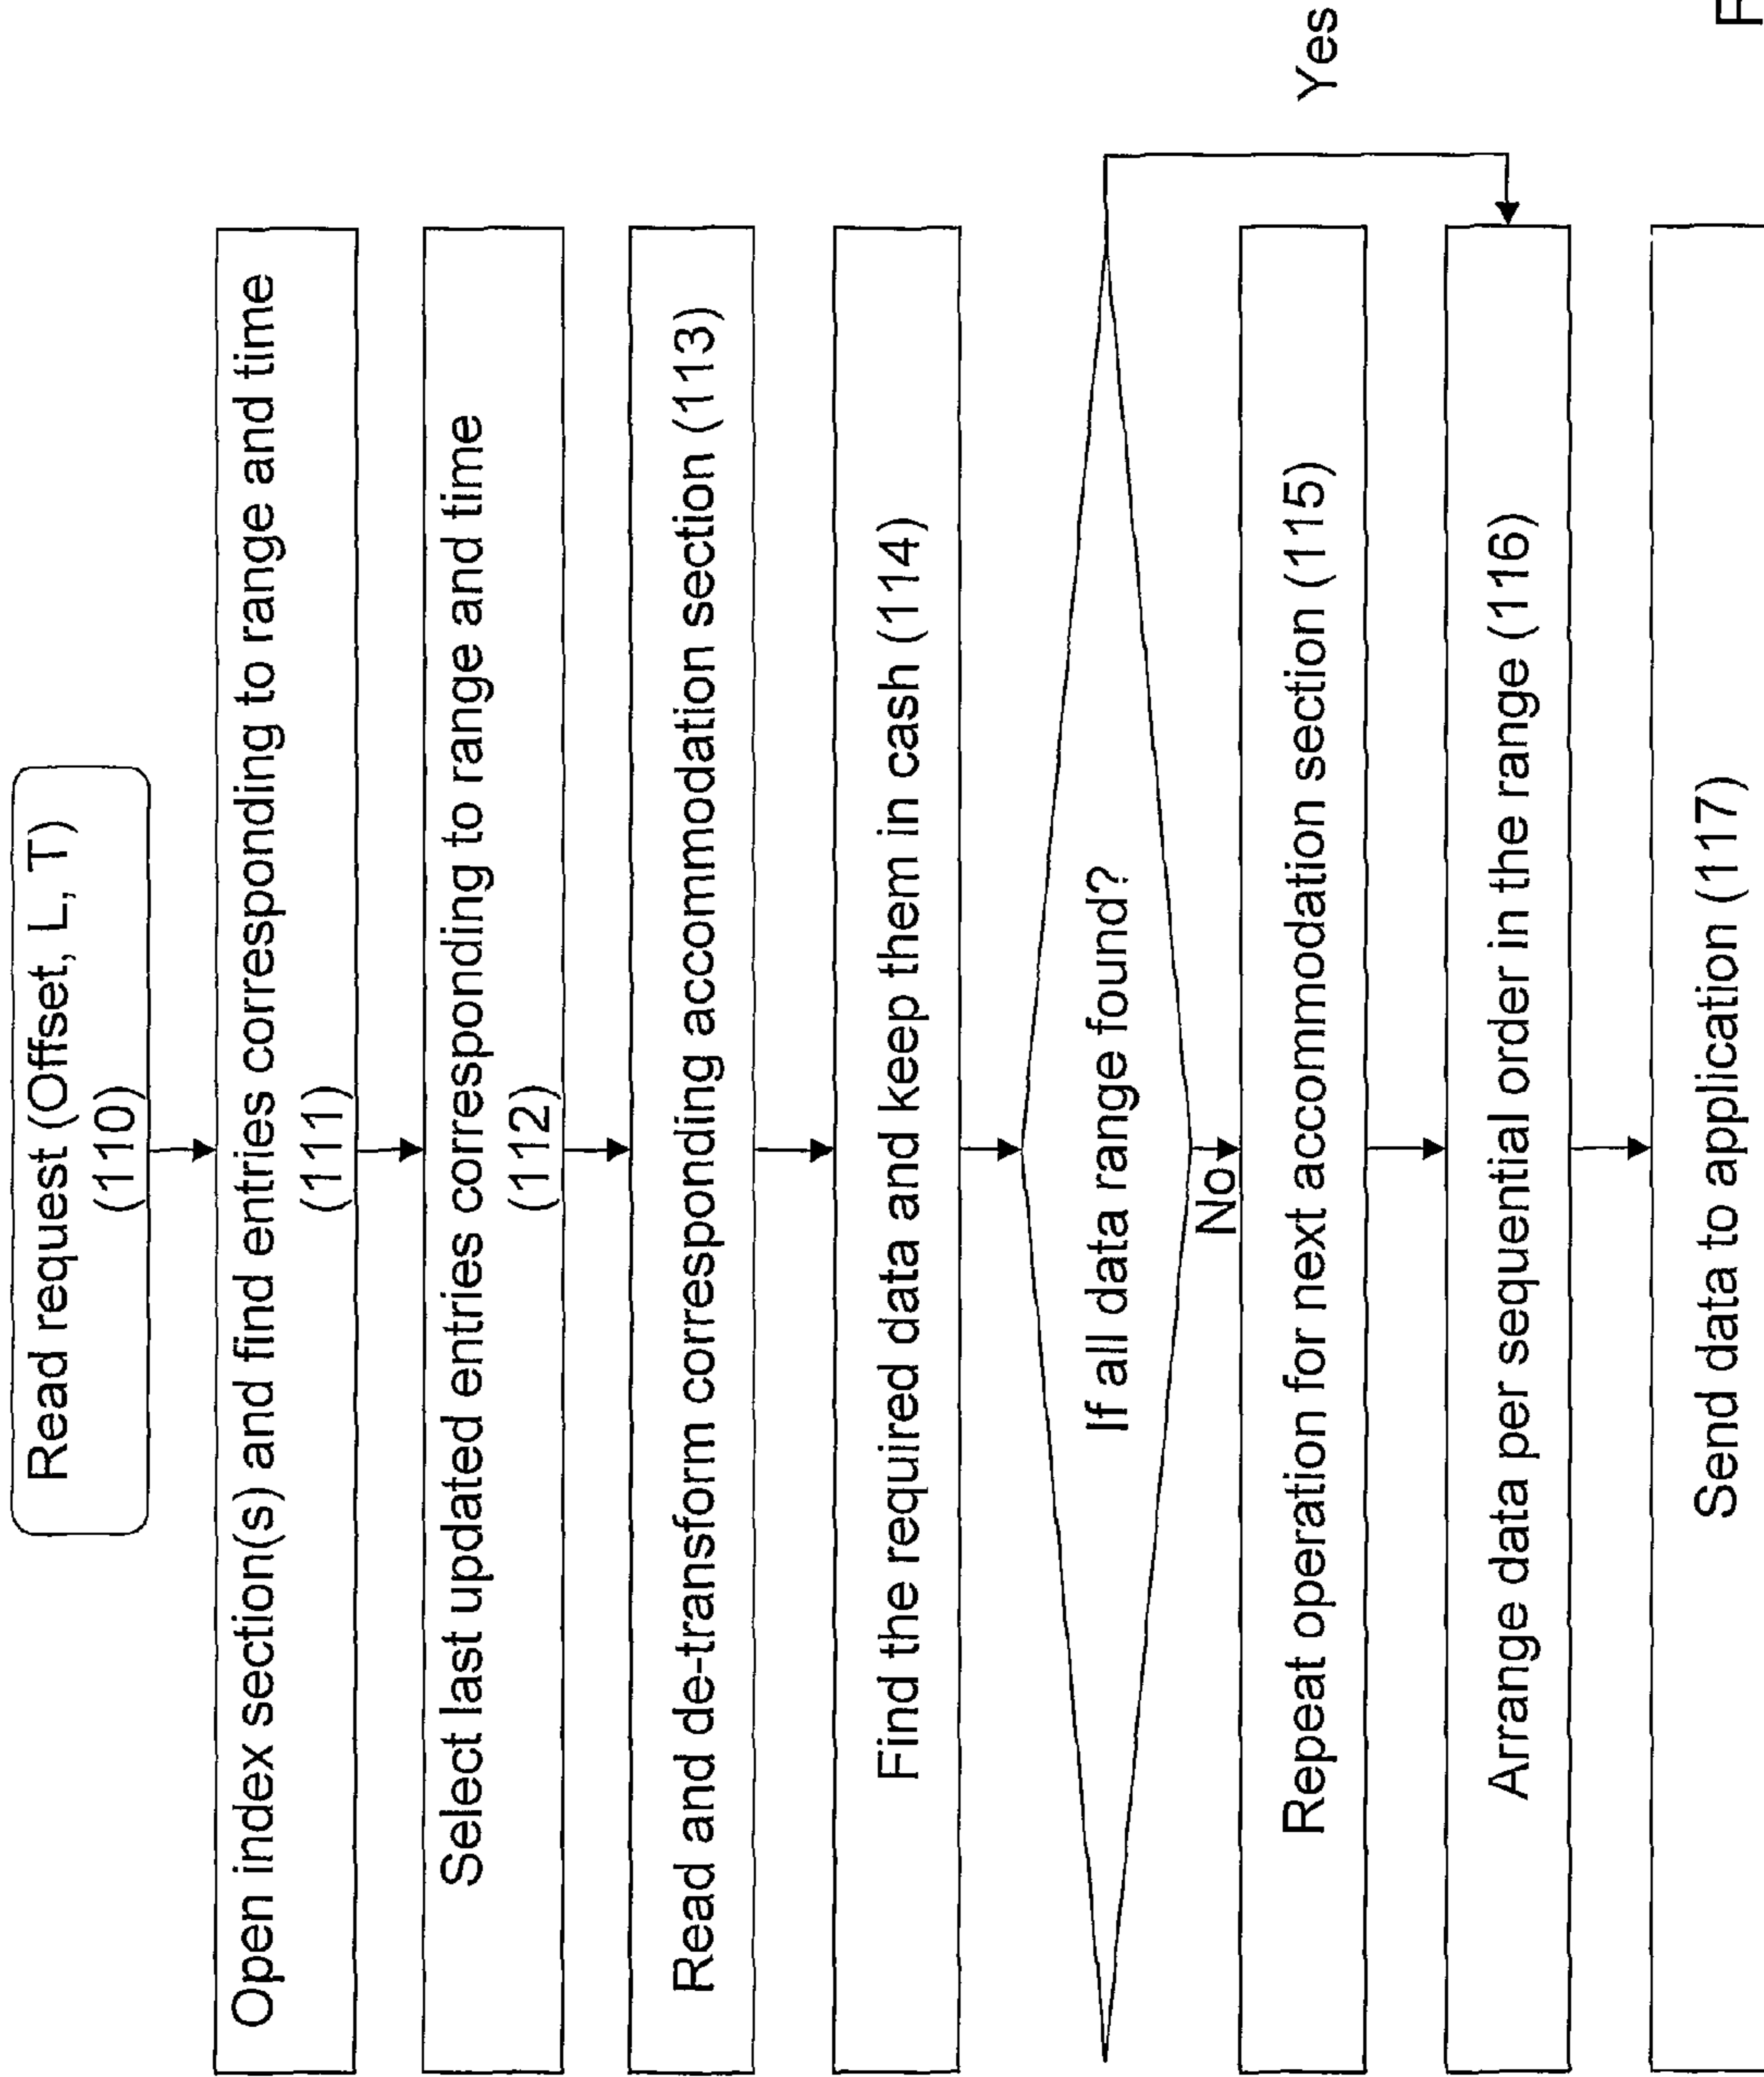 Read request (Offset, L, T)
(110)
Open index section(s) and find entries corresponding to range and time
(111)
Select last updated entries corresponding to range and time
(112)
Read and de-transform corresponding accommodation section (113)
Find the required data and keep them in cash (114)
If all data range found?
Yes
No
Repeat operation for next accommodation section (115)
Arrange data per sequential order in the range (116)
Send data to application (117)